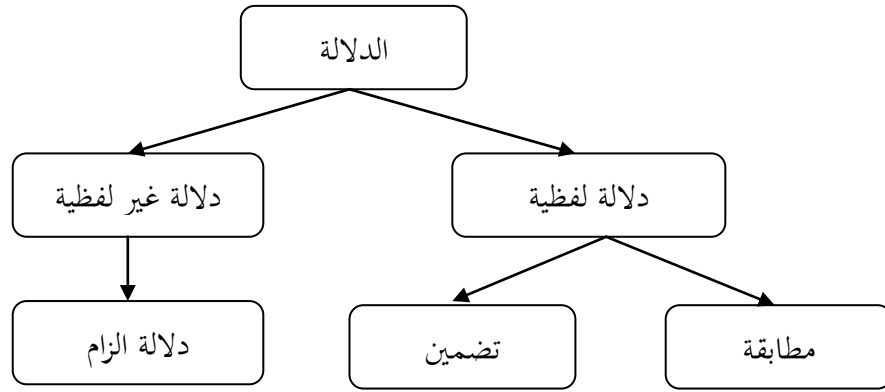 الدلالة
دلالة لفظية
دلالة غير لفظية
مطابقة
تضمين
دلالة الزام